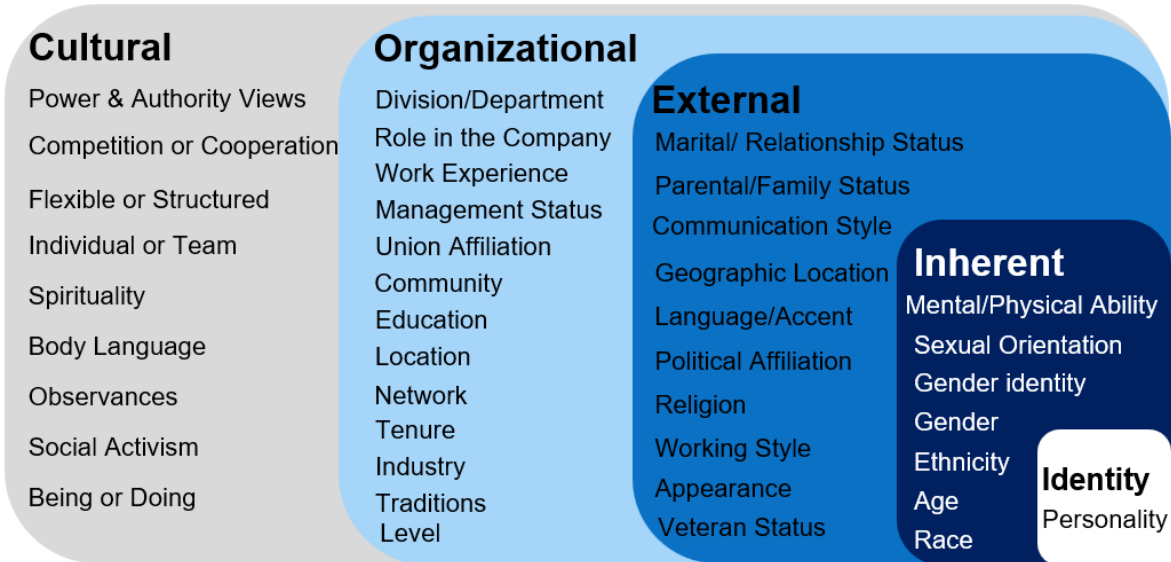 Cultural
Power & Authority Views
Competition or Cooperation
Flexible or Structured
Individual or Team
Spirituality
Body Language
Observances
Social Activism
Being or Doing
Organizational
Division/Department
Role in the Company
Work Experience
Management Status
Union Affiliation
Community
Education
Location
Network
Tenure
Industry
Traditions
Level
External
Marital/ Relationship Status
Parental/Family Status
Communication Style
Geographic Location
Language/Accent
Political Affiliation
Religion
Working Style
Appearance
Veteran Status
Inherent
Mental/Physical Ability
Sexual Orientation
Gender identity
Gender
Ethnicity
Age
Race
Identity
Personality